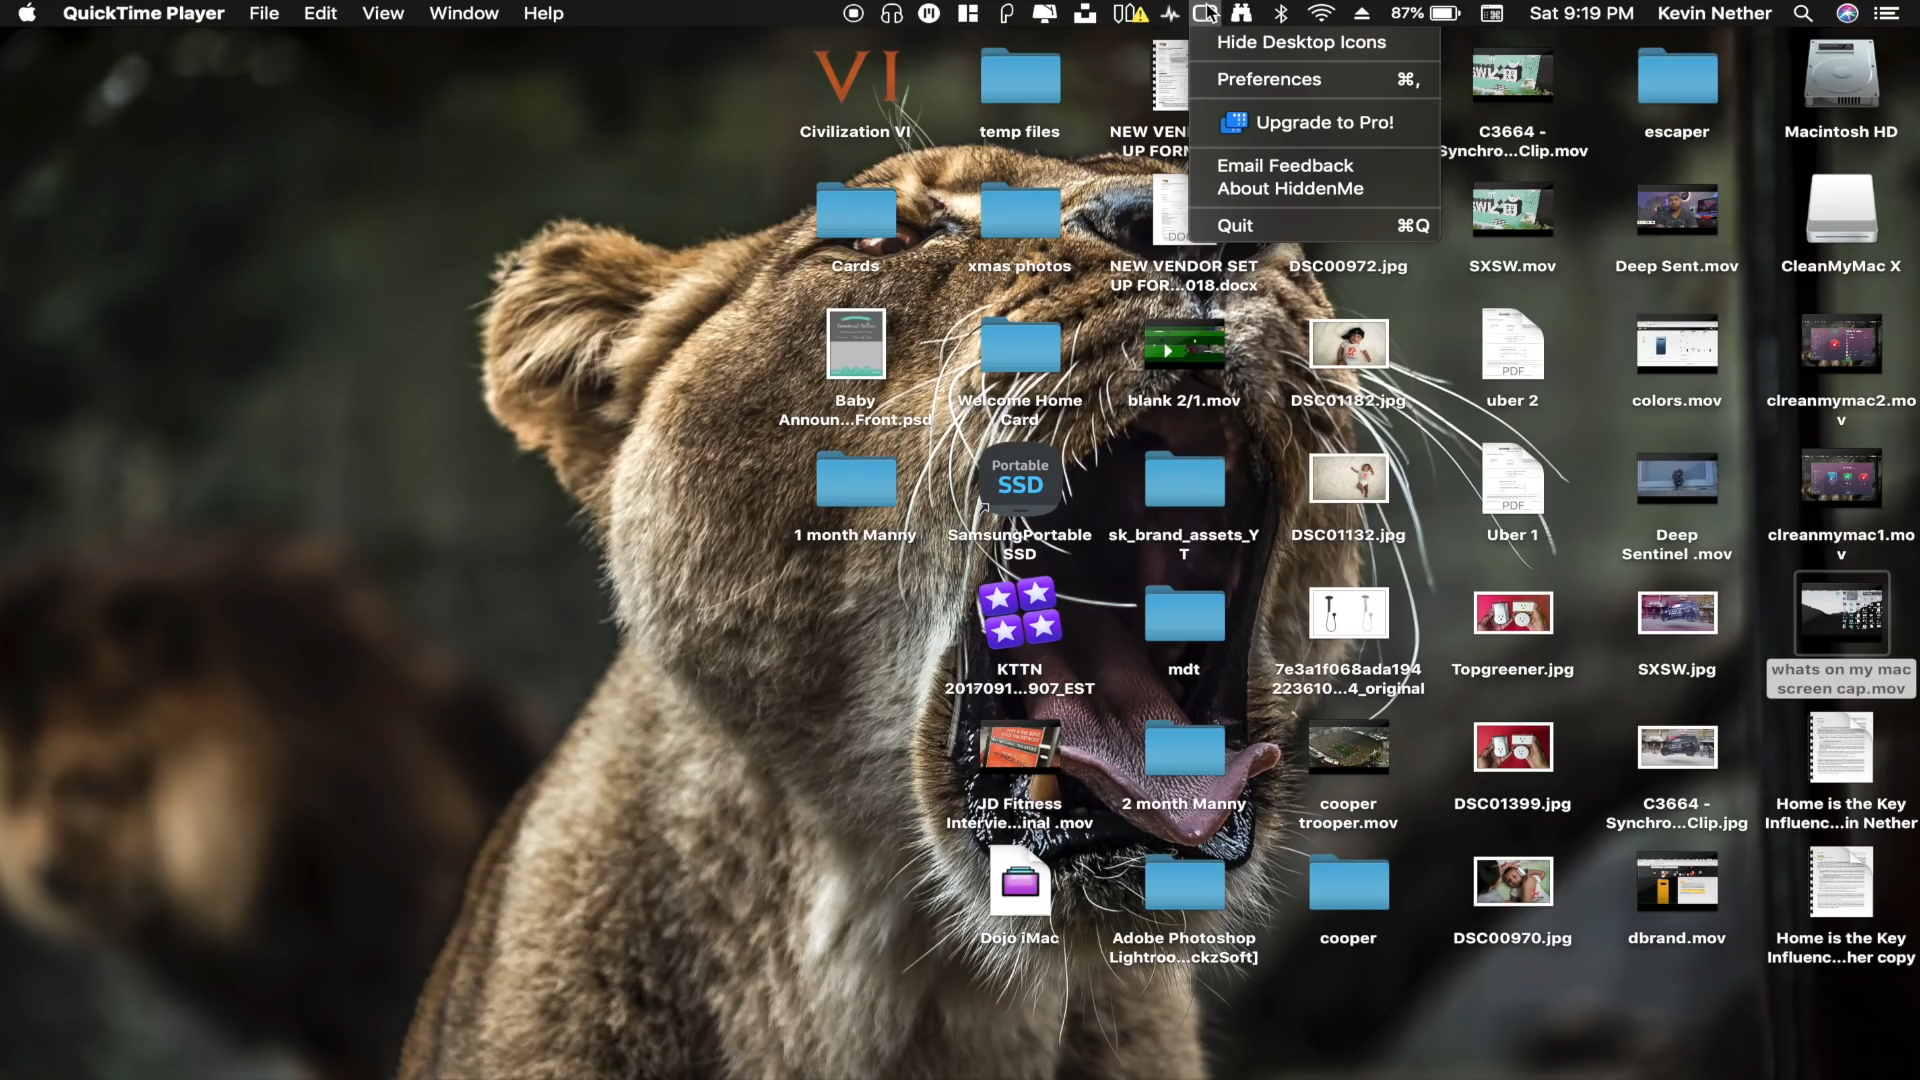 QuickTime Player File Edit View Window Help
87% Sat 9:19 PM Kevin Nether
Hide Desktop Icons
Preferences ⌘,
Upgrade to Pro!
Email Feedback
About HiddenMe
Quit ⌘Q
VI
Civilization VI
temp files
NEW VEN
UP FOR
C3664 -
Synchro...Clip.mov
escaper
Macintosh HD
Cards
xmas photos
DOC
NEW VENDOR SET
UP FOR...018.docx
DSC00972.jpg
SXSW.mov
Deep Sent.mov
CleanMyMac X
Baby
Announ...Front.psd
Welcome Home
Card
blank 2/1.mov
DSC01182.jpg
PDF
uber 2
colors.mov
clreanmymac2.mo
v
1 month Manny
Portable
SSD
SamsungPortable
SSD
sk_brand_assets_Y
T
DSC01132.jpg
PDF
Uber 1
Deep
Sentinel .mov
clreanmymac1.mo
v
KTTN
2017091...907_EST
mdt
7e3a1f068ada194
223610...4_original
Topgreener.jpg
SXSW.jpg
whats on my mac
screen cap.mov
JD Fitness
Intervie...inal .mov
2 month Manny
cooper
trooper.mov
DSC01399.jpg
C3664 -
Synchro...Clip.jpg
Home is the Key
Influenc...in Nether
Dojo iMac
Adobe Photoshop
Lightroo...ckzSoft]
cooper
DSC00970.jpg
dbrand.mov
Home is the Key
Influenc...her copy